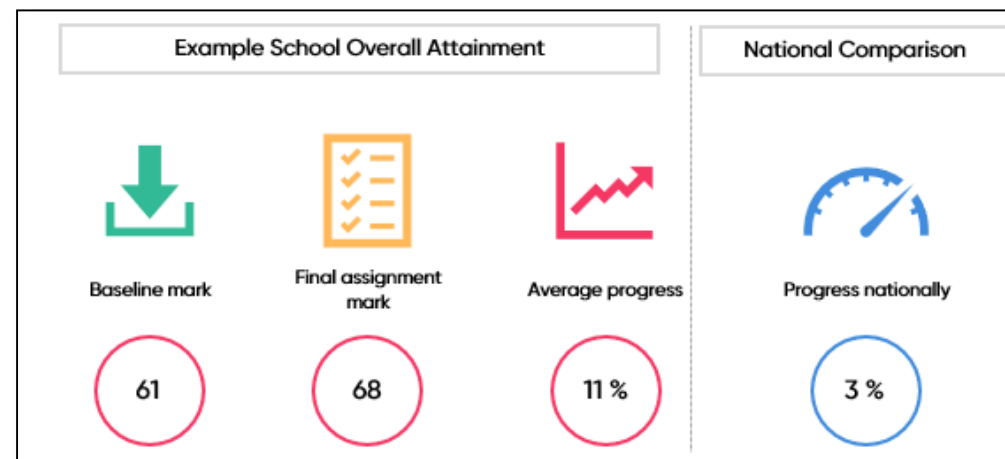 Example School Overall Attainment
National Comparison
Baseline mark
Final assignment
mark
Average progress
Progress nationally
61
68
11 %
3 %